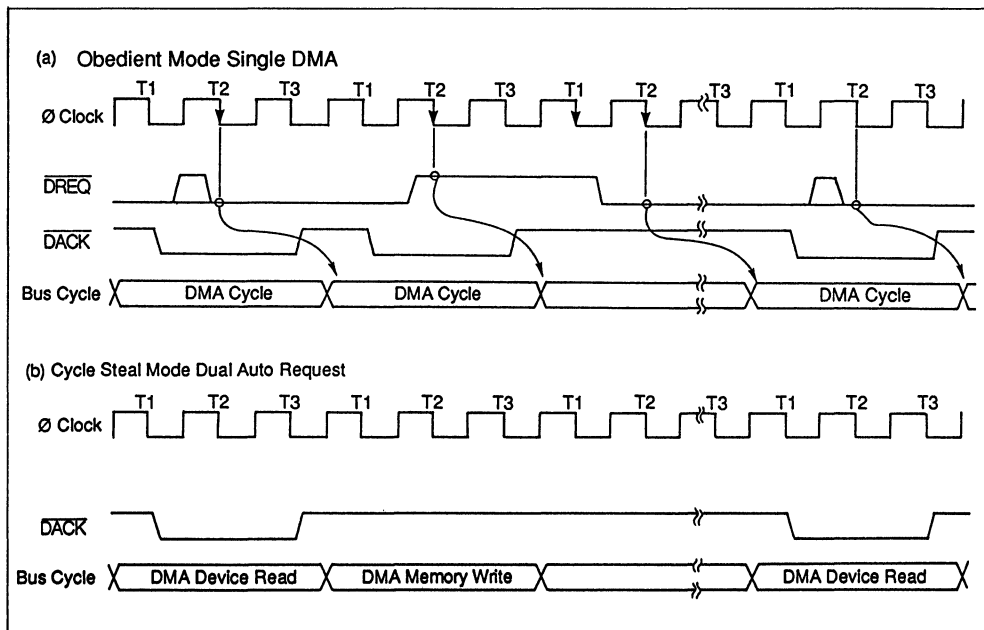 (a) Obedient Mode Single DMA
T1 T2 T3 T1 T2 T3 T1 T2 T3 T1 T2 T3
Ø Clock
DREQ
DACK
Bus Cycle DMA Cycle DMA Cycle DMA Cycle
(b) Cycle Steal Mode Dual Auto Request
T1 T2 T3 T1 T2 T3 T1 T2 T3 T1 T2 T3
Ø Clock
DACK
Bus Cycle DMA Device Read DMA Memory Write DMA Device Read